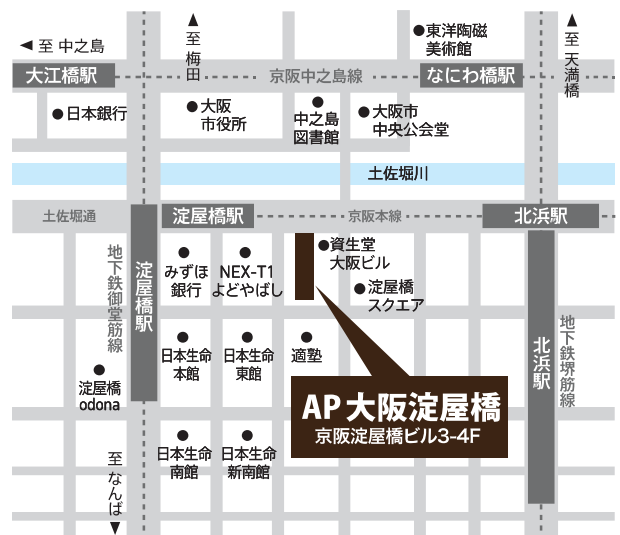 至 中之島
至 梅田
東洋陶磁
美術館
至 天満橋
大江橋駅
京阪中之島線
なにわ橋駅
日本銀行
大阪
市役所
中之島
図書館
大阪市
中央公会堂
土佐堀川
土佐堀通
淀屋橋駅
京阪本線
北浜駅
地下鉄御堂筋線
淀屋橋駅
みずほ
銀行
NEX-T1
よどやばし
資生堂
大阪ビル
淀屋橋
スクエア
日本生命
本館
日本生命
東館
適塾
北浜駅
地下鉄堺筋線
淀屋橋
odona
AP 大阪淀屋橋
京阪淀屋橋ビル3-4F
日本生命
南館
日本生命
新南館
至 なんば